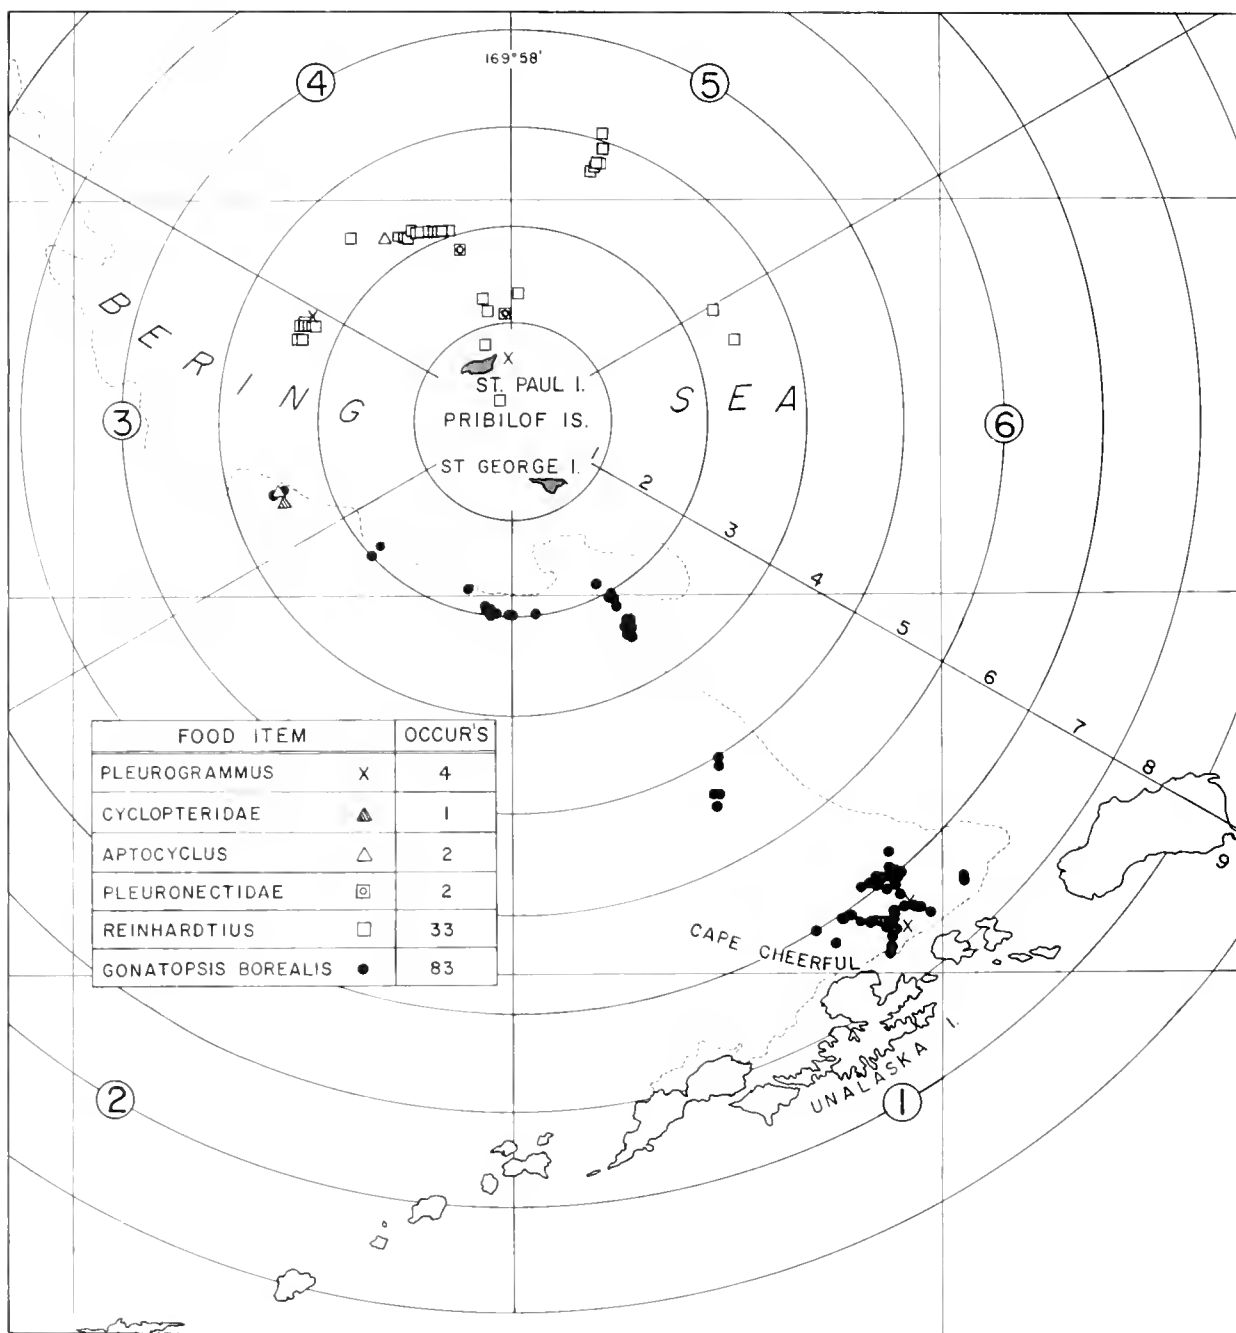 169°58'
4
5
BERING SEA
3
6
ST. PAUL I.
PRIBILOF IS.
ST GEORGE I.
1
2
3
4
5
6
7
8
9
FOOD ITEM OCCUR'S
PLEUROGRAMMUS X 4
CYCLOPTERIDAE 1
APTOCYCLUS 2
PLEURONECTIDAE 2
REINHARDTIUS 33
GONATOPSIS BOREALIS 83
CAPE CHEERFUL
UNALASKA I.
2
1